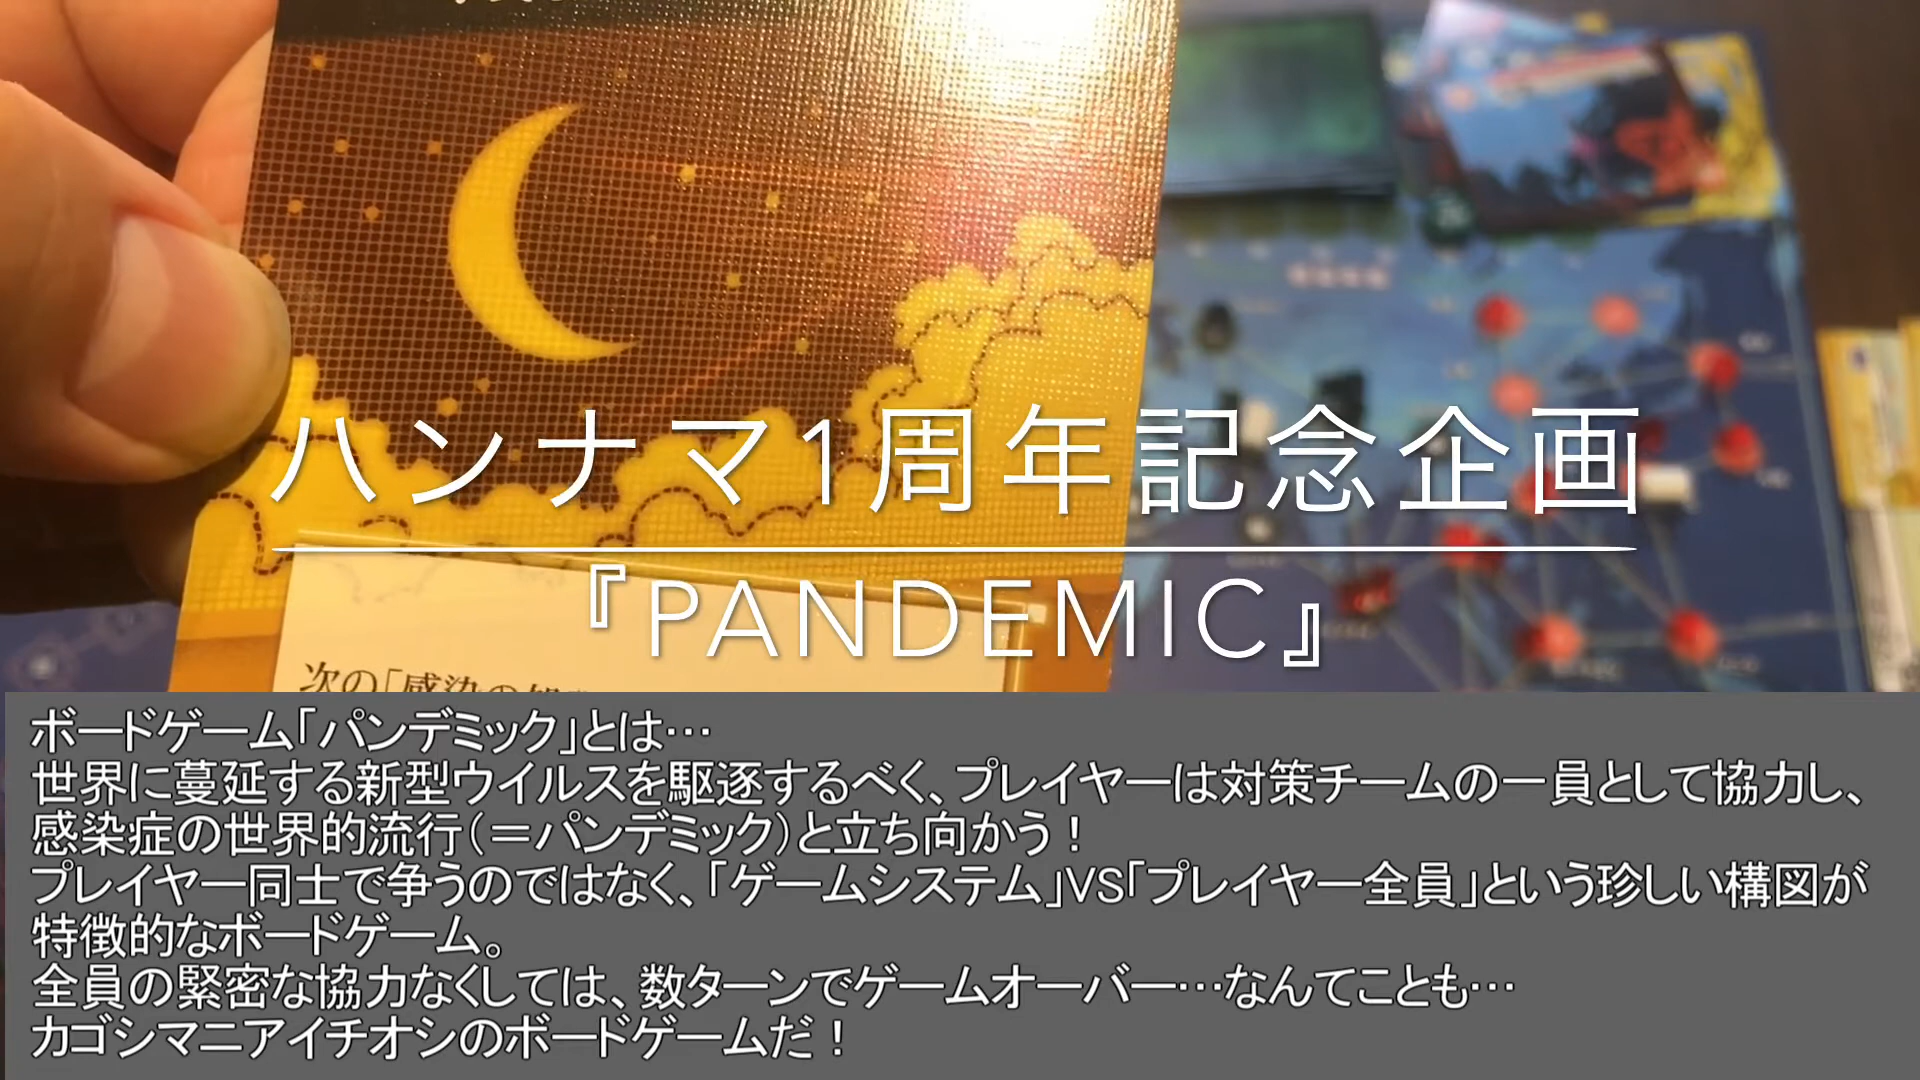 ハンナマ1周年記念企画
『PANDEMIC』
次の「感染の
ボードゲーム「パンデミック」とは…
世界に蔓延する新型ウイルスを駆逐するべく、プレイヤーは対策チームの一員として協力し、
感染症の世界的流行(＝パンデミック)と立ち向かう！
プレイヤー同士で争うのではなく、「ゲームシステム」VS「プレイヤー全員」という珍しい構図が
特徴的なボードゲーム。
全員の緊密な協力なくしては、数ターンでゲームオーバー…なんてことも…
カゴシマニアイチオシのボードゲームだ！